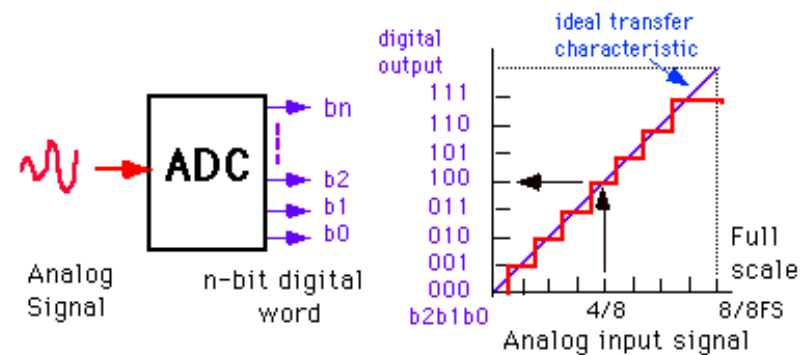 ADC
bn
b2
b1
b0
Analog
Signal
n-bit digital
word
digital
output
ideal transfer
characteristic
111
110
101
100
011
010
001
000
b2b1b0
4/8
8/8FS
Full
scale
Analog input signal